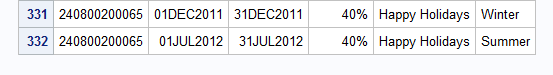 331 240800200065 01DEC2011 31DEC2011 40% Happy Holidays Winter
332 240800200065 01JUL2012 31JUL2012 40% Happy Holidays Summer